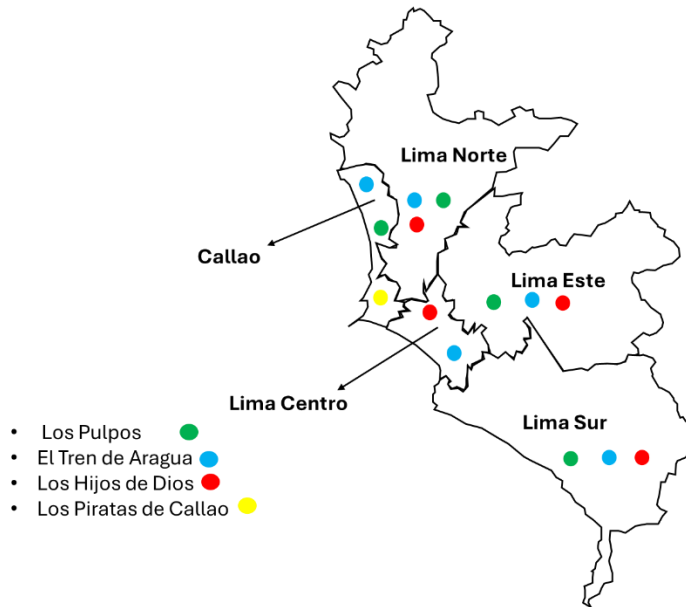 Lima Norte
Callao
Lima Este
Lima Centro
Lima Sur
• Los Pulpos
• El Tren de Aragua
• Los Hijos de Dios
• Los Piratas de Callao